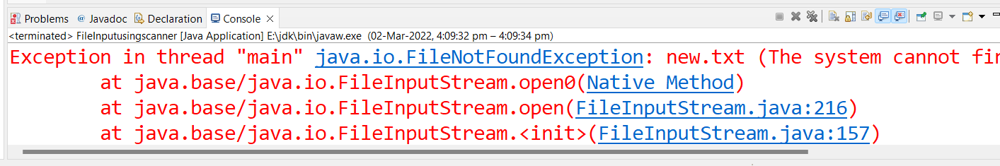 Problems @ Javadoc Declaration Console
<terminated> FileInputusingscanner [Java Application] E:\jdk\bin\javaw.exe (02-Mar-2022, 4:09:32 pm – 4:09:34 pm)
Exception in thread "main" java.io.FileNotFoundException: new.txt (The system cannot fin
at java.base/java.io.FileInputStream.open0(Native Method)
at java.base/java.io.FileInputStream.open(FileInputStream.java:216)
at java.base/java.io.FileInputStream.<init>(FileInputStream.java:157)